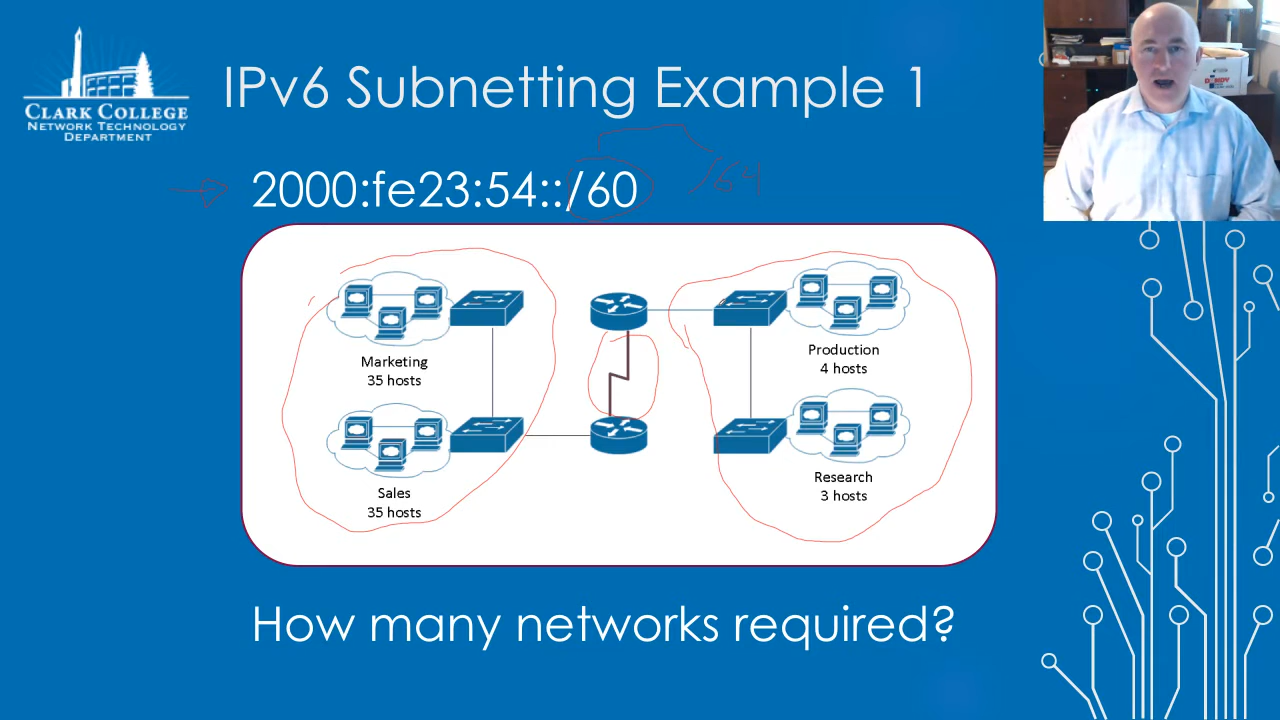 CLARK COLLEGE
NETWORK TECHNOLOGY
DEPARTMENT
IPv6 Subnetting Example 1
2000:fe23:54::/60
/64
Marketing
35 hosts
Production
4 hosts
Sales
35 hosts
Research
3 hosts
How many networks required?